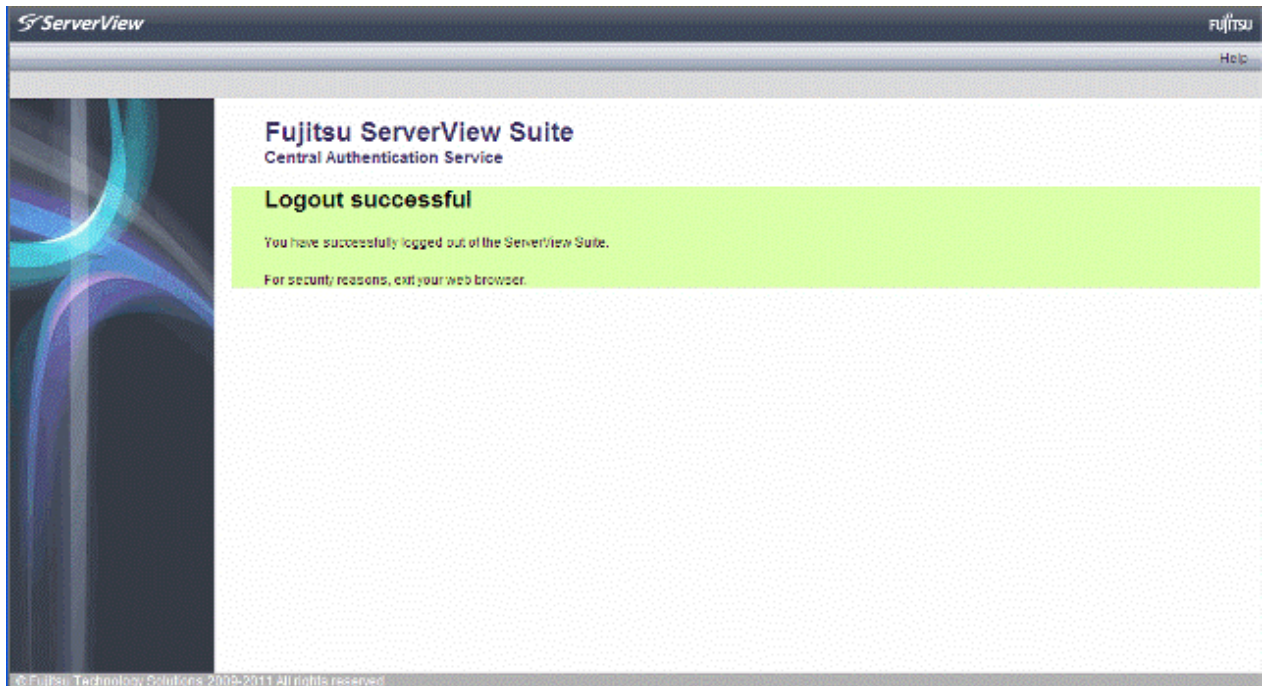 ServerView
FUJITSU
Help
Fujitsu ServerView Suite
Central Authentication Service
Logout successful
You have successfully logged out of the ServerView Suite.
For security reasons, exit your web browser.
© Fujitsu Technology Solutions 2009-2011 All rights reserved